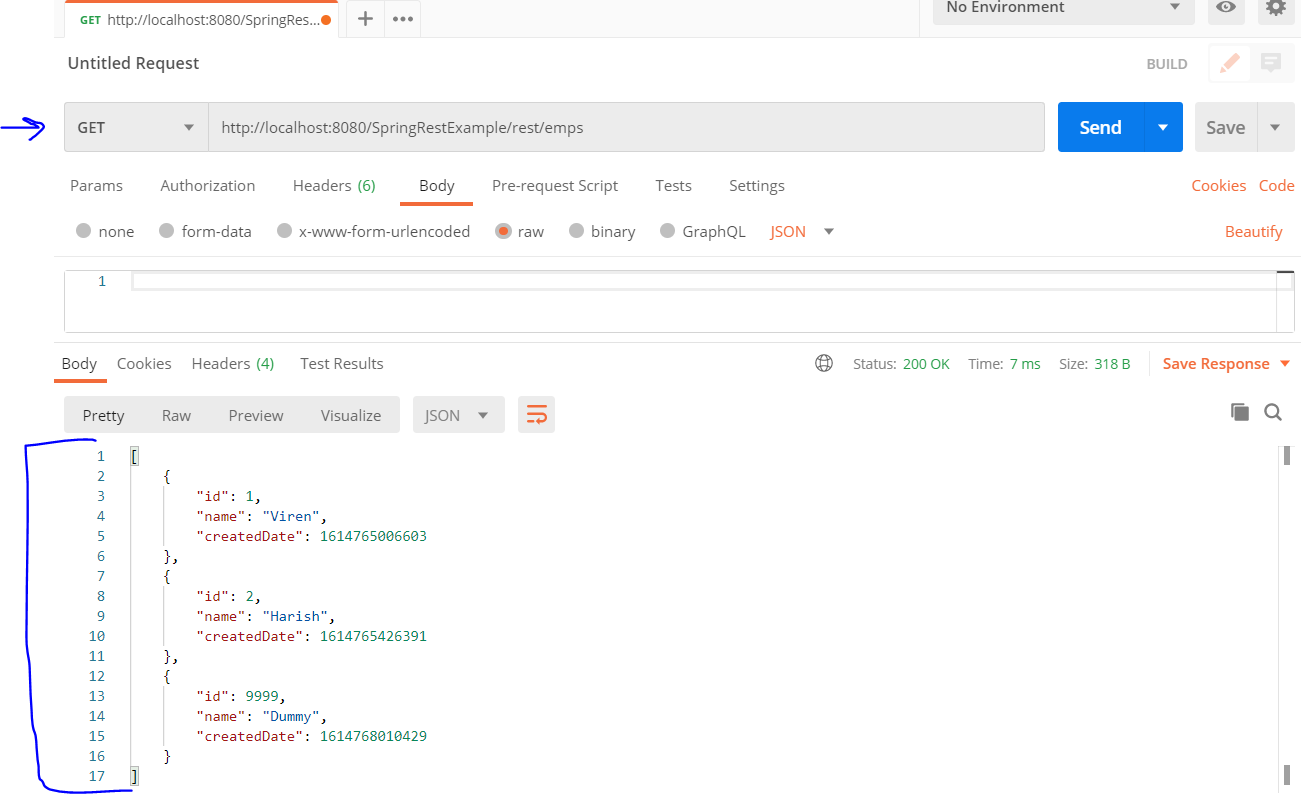 GET http://localhost:8080/SpringRes... + ••• No Environment
Untitled Request BUILD
GET http://localhost:8080/SpringRestExample/rest/emps Send Save
Params Authorization Headers (6) Body Pre-request Script Tests Settings Cookies Code
none form-data x-www-form-urlencoded raw binary GraphQL JSON Beautify
1
Body Cookies Headers (4) Test Results Status: 200 OK Time: 7 ms Size: 318 B Save Response
Pretty Raw Preview Visualize JSON
1 [
2 {
3 "id": 1,
4 "name": "Viren",
5 "createdDate": 1614765006603
6 },
7 {
8 "id": 2,
9 "name": "Harish",
10 "createdDate": 1614765426391
11 },
12 {
13 "id": 9999,
14 "name": "Dummy",
15 "createdDate": 1614768010429
16 }
17 ]